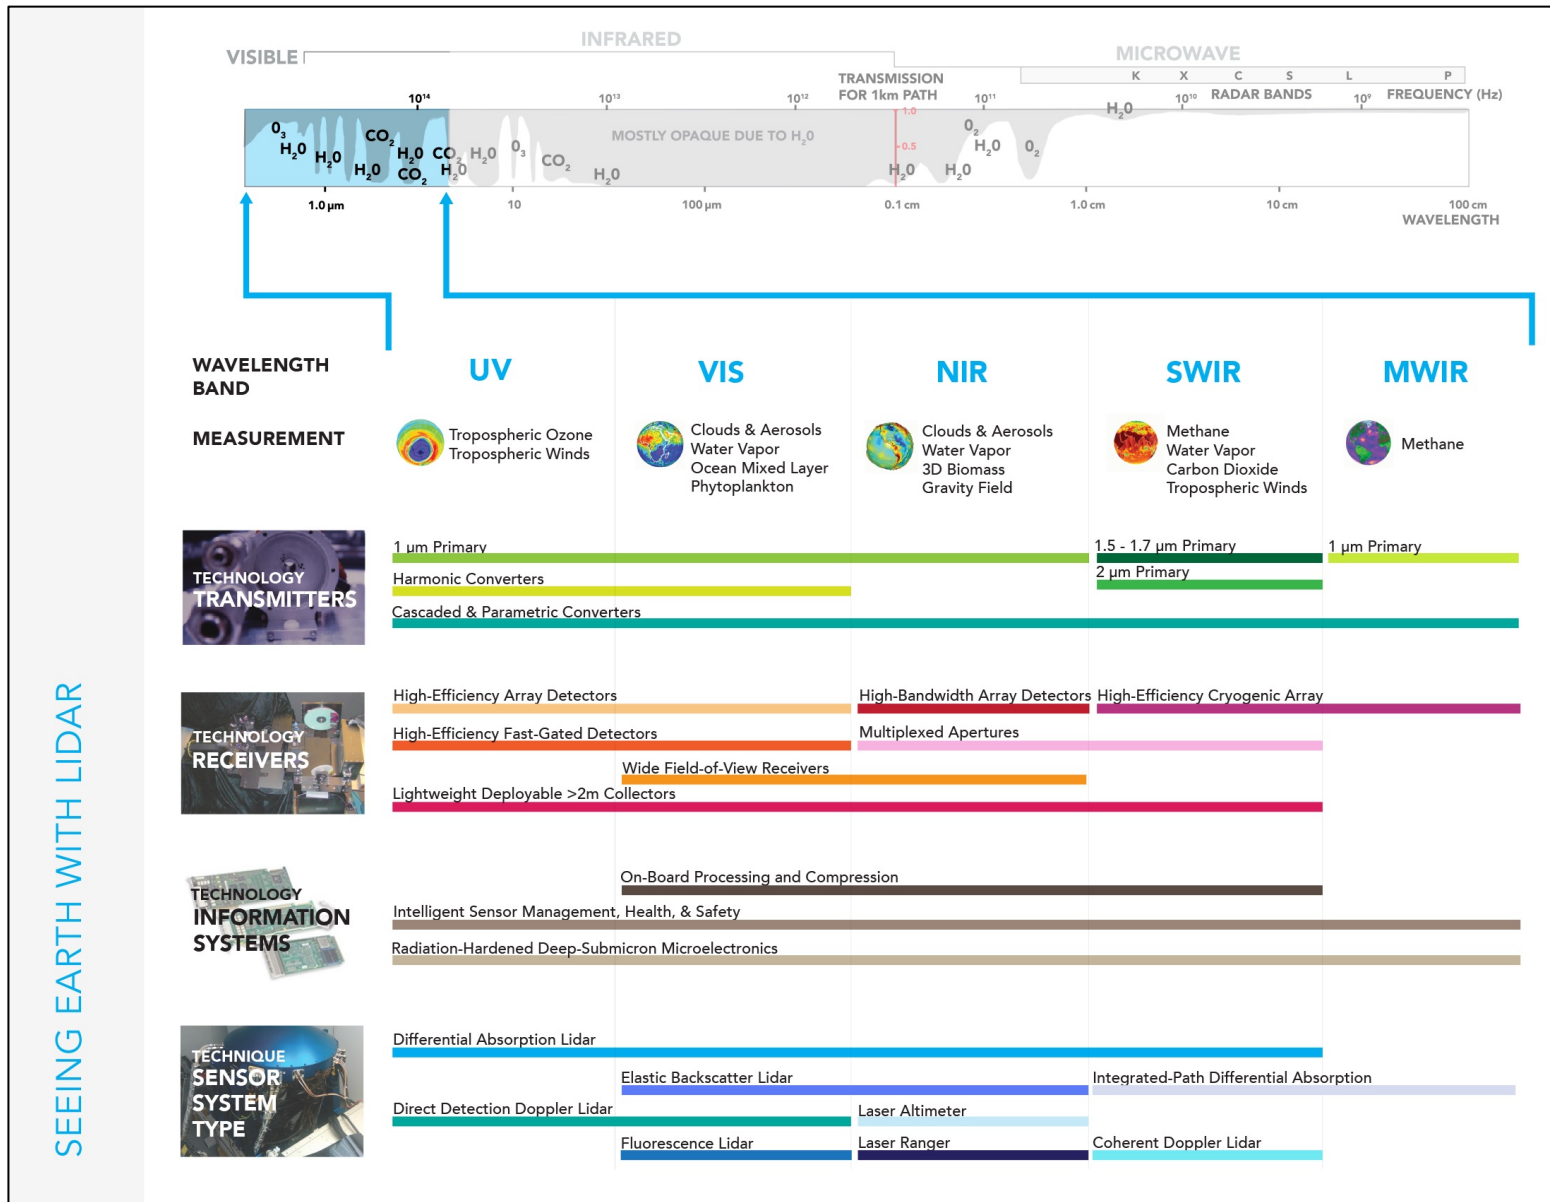 SEEING EARTH WITH LIDAR
VISIBLE
INFRARED
MICROWAVE
K X C S L P
TRANSMISSION
FOR 1km PATH
RADAR BANDS
FREQUENCY (Hz)
10¹⁴ 10¹³ 10¹² 10¹¹ 10¹⁰ 10⁹
1.0
0.5
O₃
H₂O
H₂O
CO₂
H₂O
H₂O
CO₂
CO₂
H₂O
H₂O
O₃
CO₂
H₂O
MOSTLY OPAQUE DUE TO H₂O
H₂O
H₂O
O₂
H₂O
O₂
H₂O
1.0 µm 10 100 µm 0.1 cm 1.0 cm 10 cm 100 cm
WAVELENGTH
WAVELENGTH
BAND
UV VIS NIR SWIR MWIR
MEASUREMENT
Tropospheric Ozone
Tropospheric Winds
Clouds & Aerosols
Water Vapor
Ocean Mixed Layer
Phytoplankton
Clouds & Aerosols
Water Vapor
3D Biomass
Gravity Field
Methane
Water Vapor
Carbon Dioxide
Tropospheric Winds
Methane
TECHNOLOGY
TRANSMITTERS
1 µm Primary
1.5 - 1.7 µm Primary
1 µm Primary
Harmonic Converters
2 µm Primary
Cascaded & Parametric Converters
TECHNOLOGY
RECEIVERS
High-Efficiency Array Detectors
High-Bandwidth Array Detectors
High-Efficiency Cryogenic Array
High-Efficiency Fast-Gated Detectors
Multiplexed Apertures
Wide Field-of-View Receivers
Lightweight Deployable >2m Collectors
TECHNOLOGY
INFORMATION
SYSTEMS
On-Board Processing and Compression
Intelligent Sensor Management, Health, & Safety
Radiation-Hardened Deep-Submicron Microelectronics
TECHNIQUE
SENSOR
SYSTEM
TYPE
Differential Absorption Lidar
Elastic Backscatter Lidar
Integrated-Path Differential Absorption
Direct Detection Doppler Lidar
Laser Altimeter
Fluorescence Lidar
Laser Ranger
Coherent Doppler Lidar